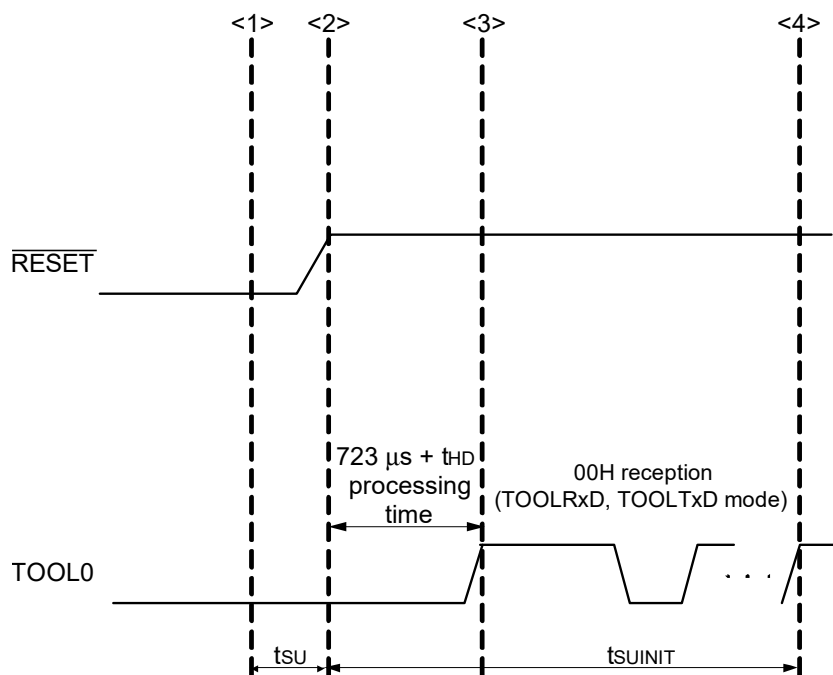 <1> <2> <3> <4>
RESET
723 μs + tHD
processing
time
00H reception
(TOOLRxD, TOOLTxD mode)
TOOL0
. . .
tSU tSUINIT